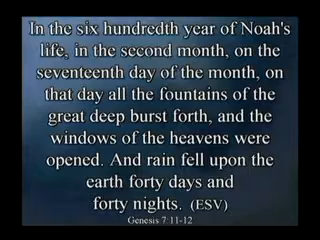 In the six hundredth year of Noah's
life, in the second month, on the
seventeenth day of the month, on
that day all the fountains of the
great deep burst forth, and the
windows of the heavens were
opened. And rain fell upon the
earth forty days and
forty nights. (ESV)
Genesis 7:11-12